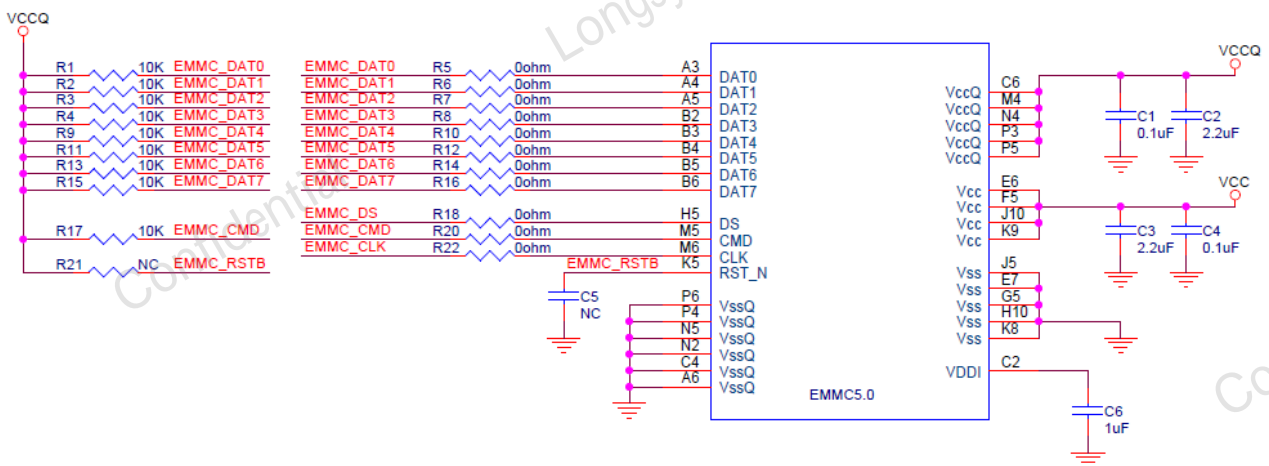 Longsy
VCCQ
R1 10K EMMC_DAT0
R2 10K EMMC_DAT1
R3 10K EMMC_DAT2
R4 10K EMMC_DAT3
R9 10K EMMC_DAT4
R11 10K EMMC_DAT5
R13 10K EMMC_DAT6
R15 10K EMMC_DAT7
R17 10K EMMC_CMD
R21 NC EMMC_RSTB
Confidential
EMMC_DAT0 R5 0ohm A3 DAT0
EMMC_DAT1 R6 0ohm A4 DAT1
EMMC_DAT2 R7 0ohm A5 DAT2
EMMC_DAT3 R8 0ohm B2 DAT3
EMMC_DAT4 R10 0ohm B3 DAT4
EMMC_DAT5 R12 0ohm B4 DAT5
EMMC_DAT6 R14 0ohm B5 DAT6
EMMC_DAT7 R16 0ohm B6 DAT7
EMMC_DS R18 0ohm H5 DS
EMMC_CMD R20 0ohm M5 CMD
EMMC_CLK R22 0ohm M6 CLK
EMMC_RSTB K5 RST_N
C5
NC
P6 VssQ
P4 VssQ
N5 VssQ
N2 VssQ
C4 VssQ
A6 VssQ
EMMC5.0
VccQ C6
VccQ M4
VccQ N4
VccQ P3
VccQ P5
VCCQ
C1
0.1uF
C2
2.2uF
Vcc E6
Vcc F5
Vcc J10
Vcc K9
VCC
C3
2.2uF
C4
0.1uF
Vss J5
Vss E7
Vss G5
Vss H10
Vss K8
VDDI C2
C6
1uF
Co